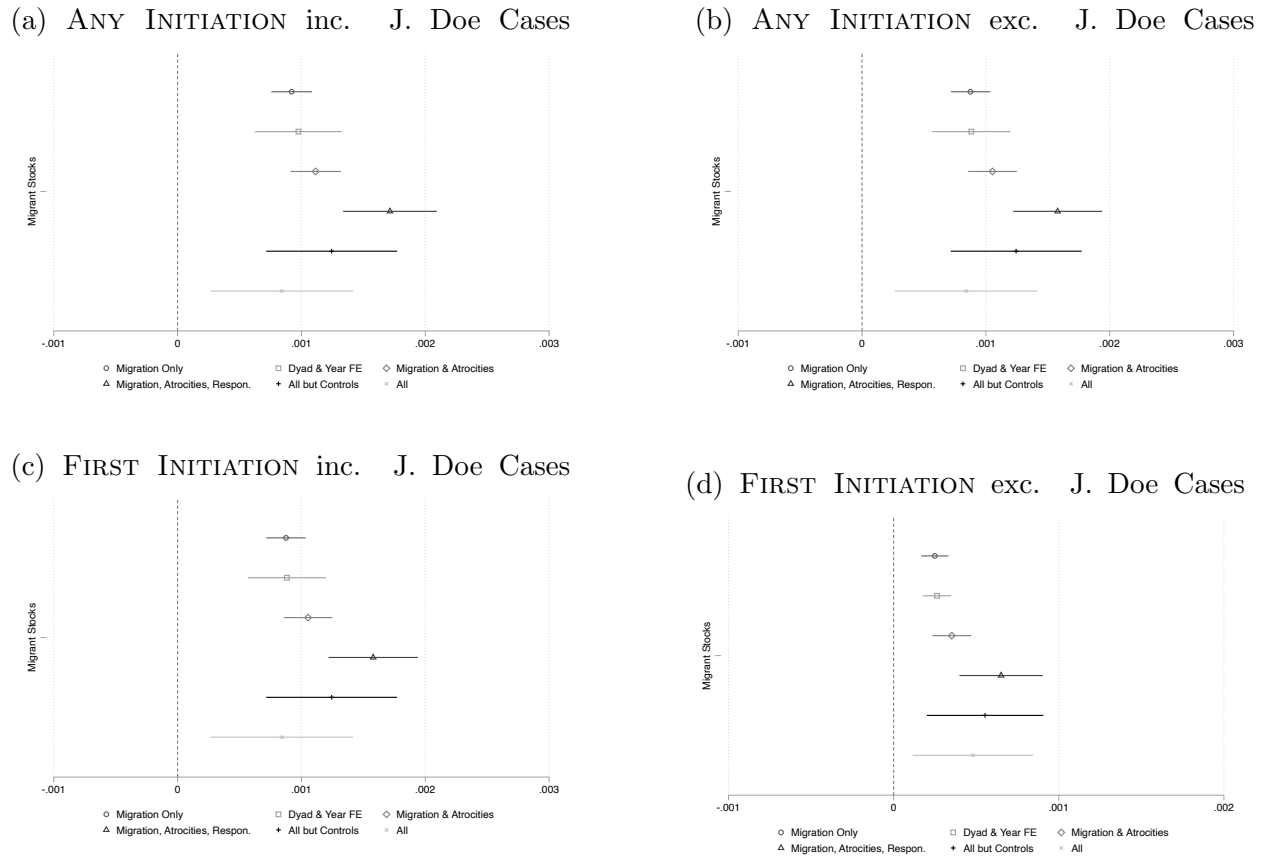 (a) ANY INITIATION inc. J. Doe Cases
Migrant Stocks
-.001 0 .001 .002 .003
Migration Only Dyad & Year FE Migration & Atrocities
Migration, Atrocities, Respon. All but Controls All
(b) ANY INITIATION exc. J. Doe Cases
Migrant Stocks
-.001 0 .001 .002 .003
Migration Only Dyad & Year FE Migration & Atrocities
Migration, Atrocities, Respon. All but Controls All
(c) FIRST INITIATION inc. J. Doe Cases
Migrant Stocks
-.001 0 .001 .002 .003
Migration Only Dyad & Year FE Migration & Atrocities
Migration, Atrocities, Respon. All but Controls All
(d) FIRST INITIATION exc. J. Doe Cases
Migrant Stocks
-.001 0 .001 .002
Migration Only Dyad & Year FE Migration & Atrocities
Migration, Atrocities, Respon. All but Controls All